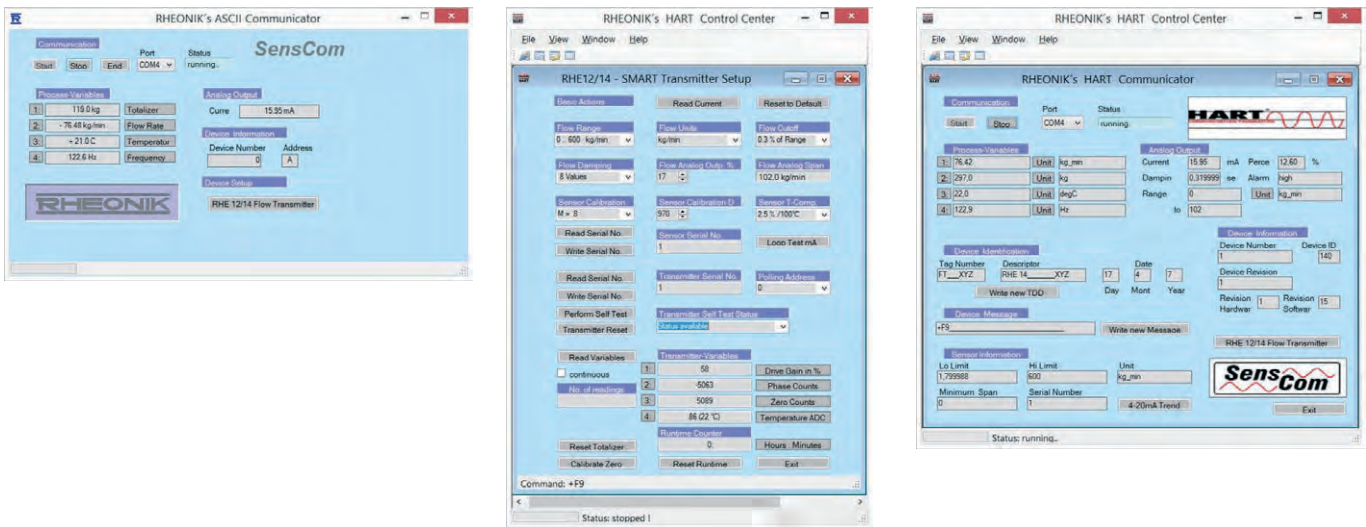 RHEONIK's ASCII Communicator
Communication
Port
Status
SensCom
Start Stop End COM4 running..
Process-Variables
Analog Output
1: 119.0 kg Totalizer
Curre 15.95 mA
2: - 76.48 kg/min Flow Rate
3: + 21.0 C Temperatur
Device Information
4: 122.6 Hz Frequency
Device Number Address
0 A
Device Setup
RHEONIK
RHE 12/14 Flow Transmitter
RHEONIK's HART Control Center
File View Window Help
RHE12/14 - SMART Transmitter Setup
Basic Actions Read Current Reset to Default
Flow Range Flow Units Flow Cutoff
0... 600 kg/min kg/min 0.3 % of Range
Flow Damping Flow Analog Outp. % Flow Analog Span
8 Values 17 102.0 kg/min
Sensor Calibration Sensor Calibration D Sensor T-Comp.
M = 8 970 2.5 % /100°C
Read Serial No. Sensor Serial No.
Write Serial No. 1 Loop Test mA
Read Serial No. Transmitter Serial No. Polling Address
Write Serial No. 1 0
Perform Self Test Transmitter Self Test Status
Transmitter Reset Status available
Read Variables Transmitter-Variables
continuous 1: 58 Drive Gain in %
No. of readings 2: -5063 Phase Counts
3: 5089 Zero Counts
4: 86 (22 °C) Temperature ADC
Runtime Counter
Reset Totalizer 0: Hours : Minutes
Calibrate Zero Reset Runtime Exit
Command: +F9
Status: stopped !
RHEONIK's HART Control Center
File View Window Help
RHEONIK's HART Communicator
Communication
Port Status
HART
Start Stop COM4 running.
Process-Variables Analog Output
1: 76,42 Unit kg_min Current 15,95 mA Perce 12,60 %
2: 297,0 Unit kg Dampin 0,319999 se Alarm high
3: 22,0 Unit degC Range 0 Unit kg_min
4: 122,9 Unit Hz to 102
Device Information
Device Identification Device Number Device ID
1 140
Tag Number Descriptor Date
FT___XYZ RHE 14_____XYZ 17 4 7
Device Revision
1
Write new TDD Day Mont Year
Revision Hardwar 1 Revision Softwar 15
Device Message
+F9 Write new Message
RHE 12/14 Flow Transmitter
Sensor Information
Lo Limit Hi Limit Unit
1,799988 600 kg_min
SensCom
Minimum Span Serial Number
0 1 4-20mA Trend
Exit
Status: running..